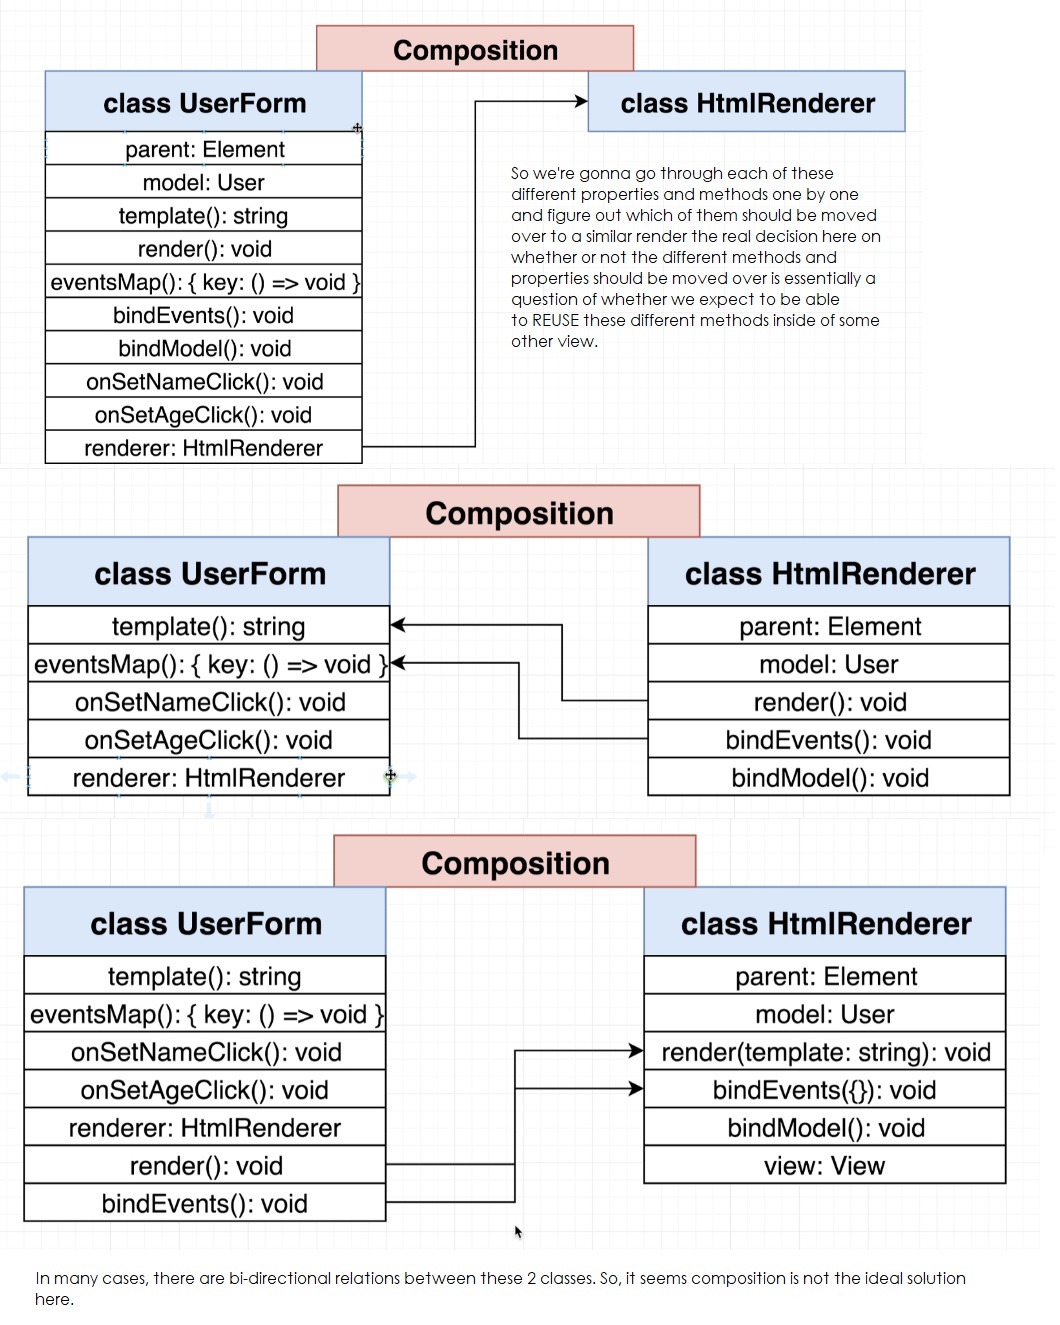 Composition
class UserForm
class HtmlRenderer
parent: Element
model: User
template(): string
render(): void
eventsMap(): { key: () => void }
bindEvents(): void
bindModel(): void
onSetNameClick(): void
onSetAgeClick(): void
renderer: HtmlRenderer
So we're gonna go through each of these
different properties and methods one by one
and figure out which of them should be moved
over to a similar render the real decision here on
whether or not the different methods and
properties should be moved over is essentially a
question of whether we expect to be able
to REUSE these different methods inside of some
other view.
Composition
class UserForm
template(): string
eventsMap(): { key: () => void }
onSetNameClick(): void
onSetAgeClick(): void
renderer: HtmlRenderer
class HtmlRenderer
parent: Element
model: User
render(): void
bindEvents(): void
bindModel(): void
Composition
class UserForm
template(): string
eventsMap(): { key: () => void }
onSetNameClick(): void
onSetAgeClick(): void
renderer: HtmlRenderer
render(): void
bindEvents(): void
class HtmlRenderer
parent: Element
model: User
render(template: string): void
bindEvents({}): void
bindModel(): void
view: View
In many cases, there are bi-directional relations between these 2 classes. So, it seems composition is not the ideal solution
here.